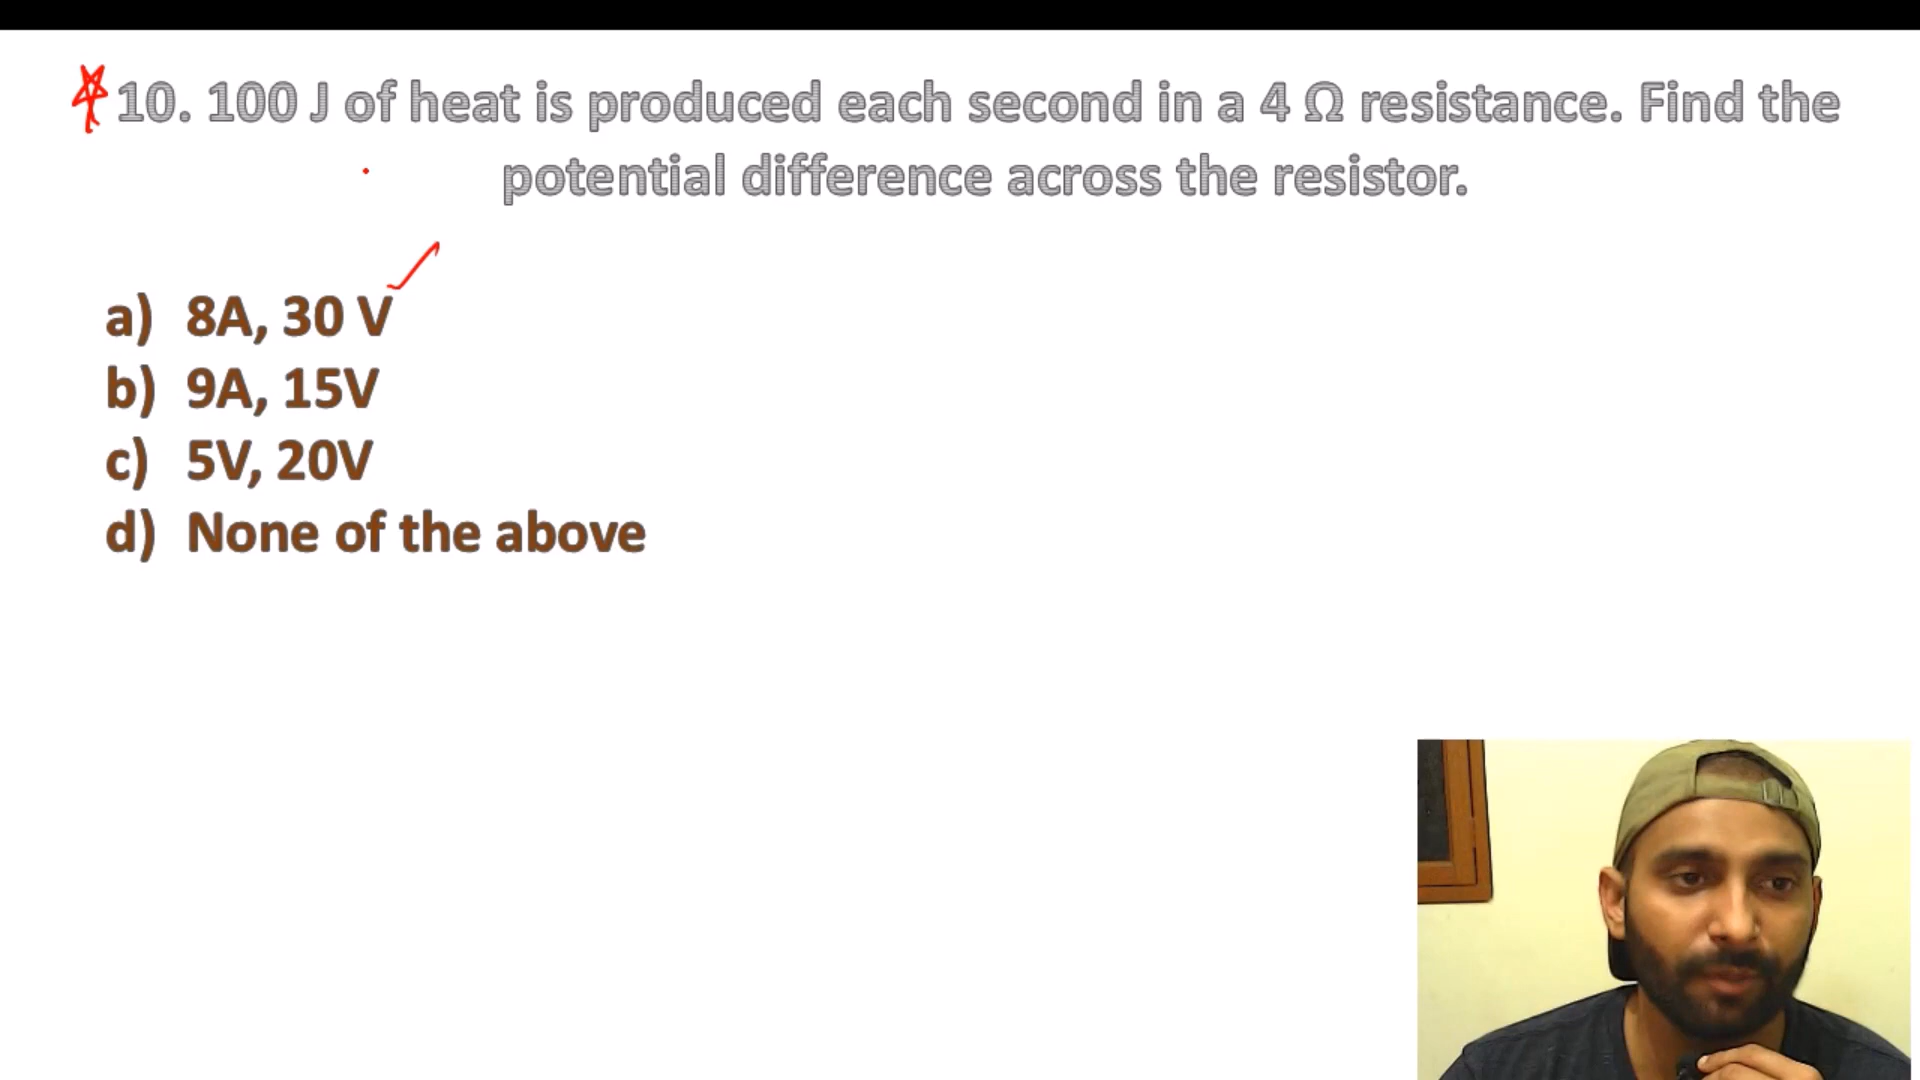 10. 100 J of heat is produced each second in a 4 Ω resistance. Find the
potential difference across the resistor.
a) 8A, 30 V
b) 9A, 15V
c) 5V, 20V
d) None of the above